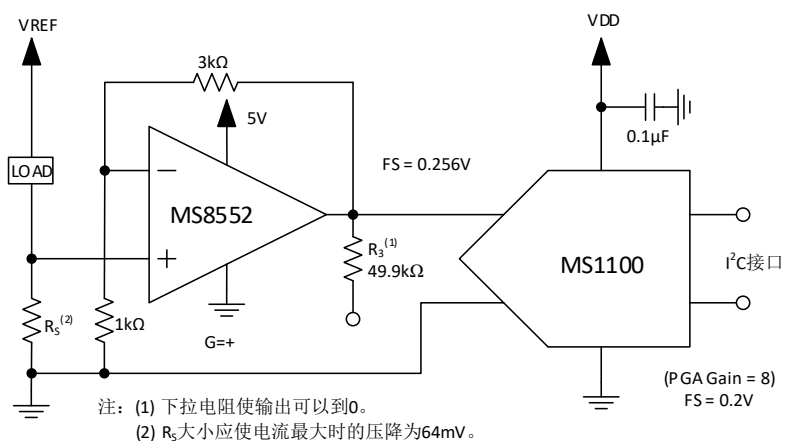 VREF
VDD
3kΩ
5V
0.1μF
FS = 0.256V
LOAD
MS8552
R3(1)
49.9kΩ
MS1100
I2C接口
RS(2)
1kΩ
G=+
(PGA Gain = 8)
FS = 0.2V
注：(1) 下拉电阻使输出可以到0。
(2) RS大小应使电流最大时的压降为64mV。